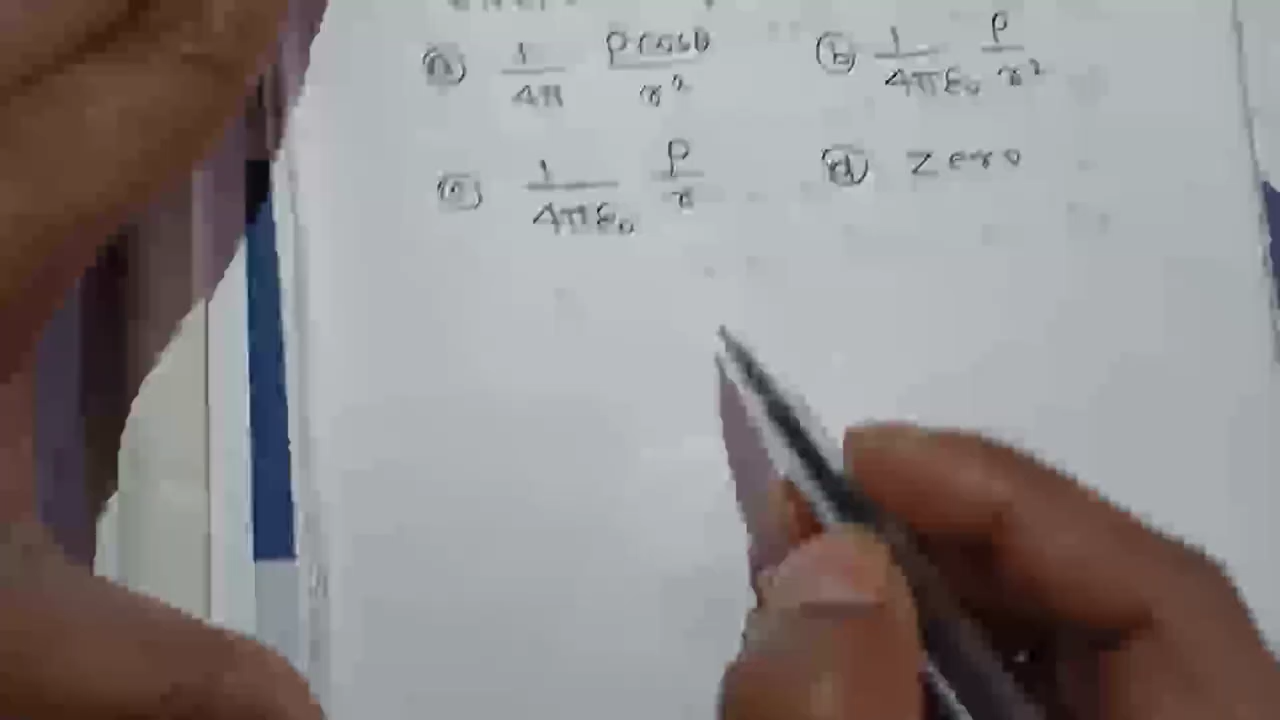 (a) 1/4π Pcosθ/r² (b) 1/4πε₀ P/r²
(c) 1/4πε₀ P/r (d) Zero